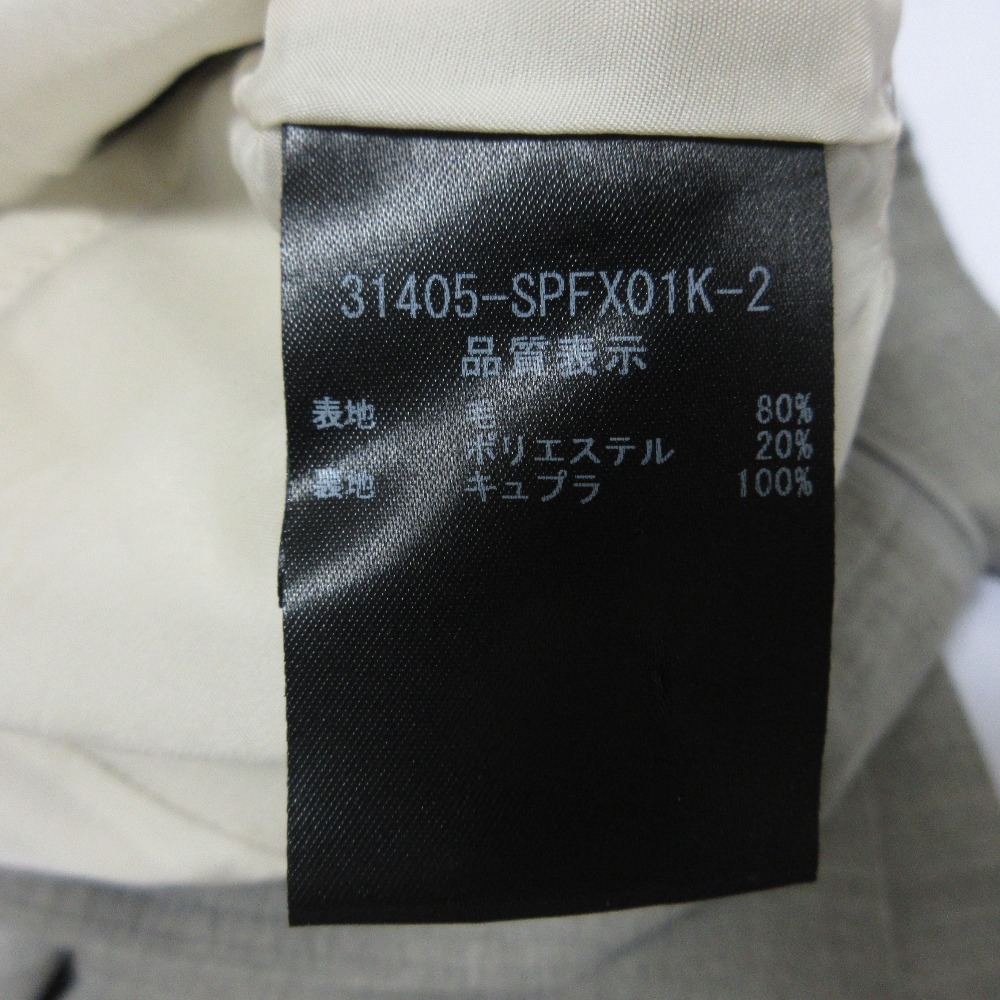 31405-SPFX01K-2
品質表示
表地 毛 80%
ポリエステル 20%
裏地 キュプラ 100%